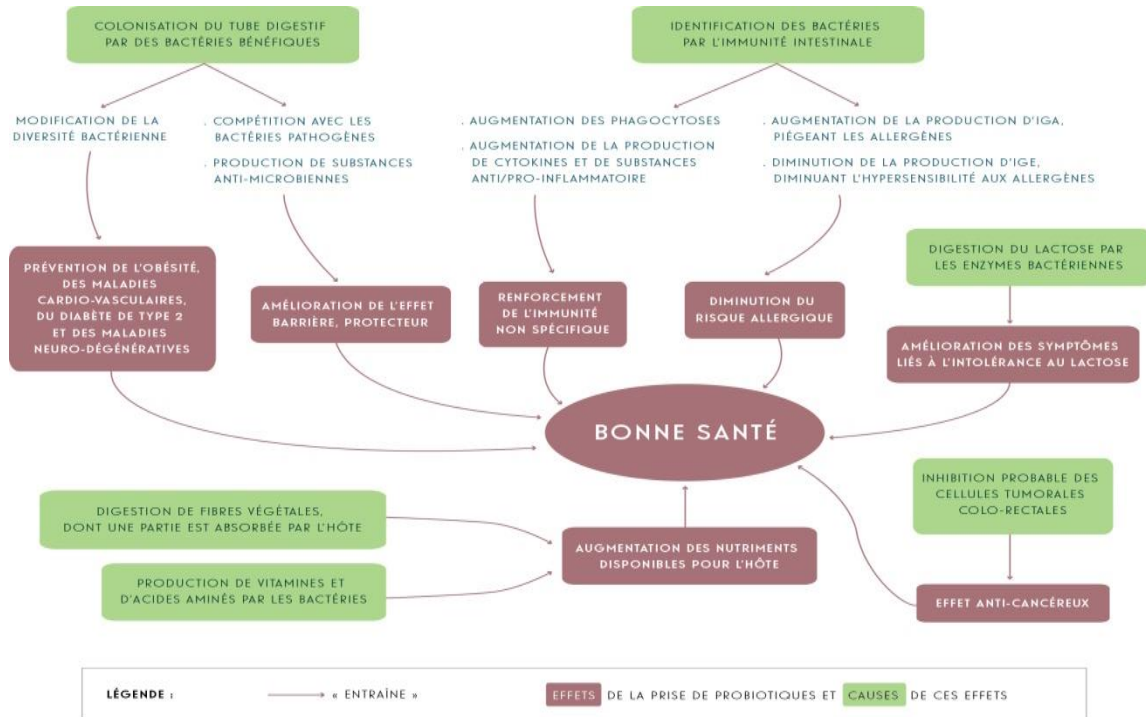 COLONISATION DU TUBE DIGESTIF
PAR DES BACTÉRIES BÉNÉFIQUES
IDENTIFICATION DES BACTÉRIES
PAR L'IMMUNITÉ INTESTINALE
MODIFICATION DE LA
DIVERSITÉ BACTÉRIENNE
. COMPÉTITION AVEC LES
BACTÉRIES PATHOGÈNES
. PRODUCTION DE SUBSTANCES
ANTI-MICROBIENNES
. AUGMENTATION DES PHAGOCYTOSES
. AUGMENTATION DE LA PRODUCTION
DE CYTOKINES ET DE SUBSTANCES
ANTI/PRO-INFLAMMATOIRE
. AUGMENTATION DE LA PRODUCTION D'IGA,
PIÉGEANT LES ALLERGÈNES
. DIMINUTION DE LA PRODUCTION D'IGE,
DIMINUANT L'HYPERSENSIBILITÉ AUX ALLERGÈNES
PRÉVENTION DE L'OBÉSITÉ,
DES MALADIES
CARDIO-VASCULAIRES,
DU DIABÈTE DE TYPE 2
ET DES MALADIES
NEURO-DÉGÉNÉRATIVES
AMÉLIORATION DE L'EFFET
BARRIÈRE, PROTECTEUR
RENFORCEMENT
DE L'IMMUNITÉ
NON SPÉCIFIQUE
DIMINUTION DU
RISQUE ALLERGIQUE
DIGESTION DU LACTOSE PAR
LES ENZYMES BACTÉRIENNES
AMÉLIORATION DES SYMPTÔMES
LIÉS À L'INTOLÉRANCE AU LACTOSE
BONNE SANTÉ
DIGESTION DE FIBRES VÉGÉTALES,
DONT UNE PARTIE EST ABSORBÉE PAR L'HÔTE
PRODUCTION DE VITAMINES ET
D'ACIDES AMINÉS PAR LES BACTÉRIES
AUGMENTATION DES NUTRIMENTS
DISPONIBLES POUR L'HÔTE
INHIBITION PROBABLE DES
CELLULES TUMORALES
COLO-RECTALES
EFFET ANTI-CANCÉREUX
LÉGENDE : « ENTRAÎNE » EFFETS DE LA PRISE DE PROBIOTIQUES ET CAUSES DE CES EFFETS